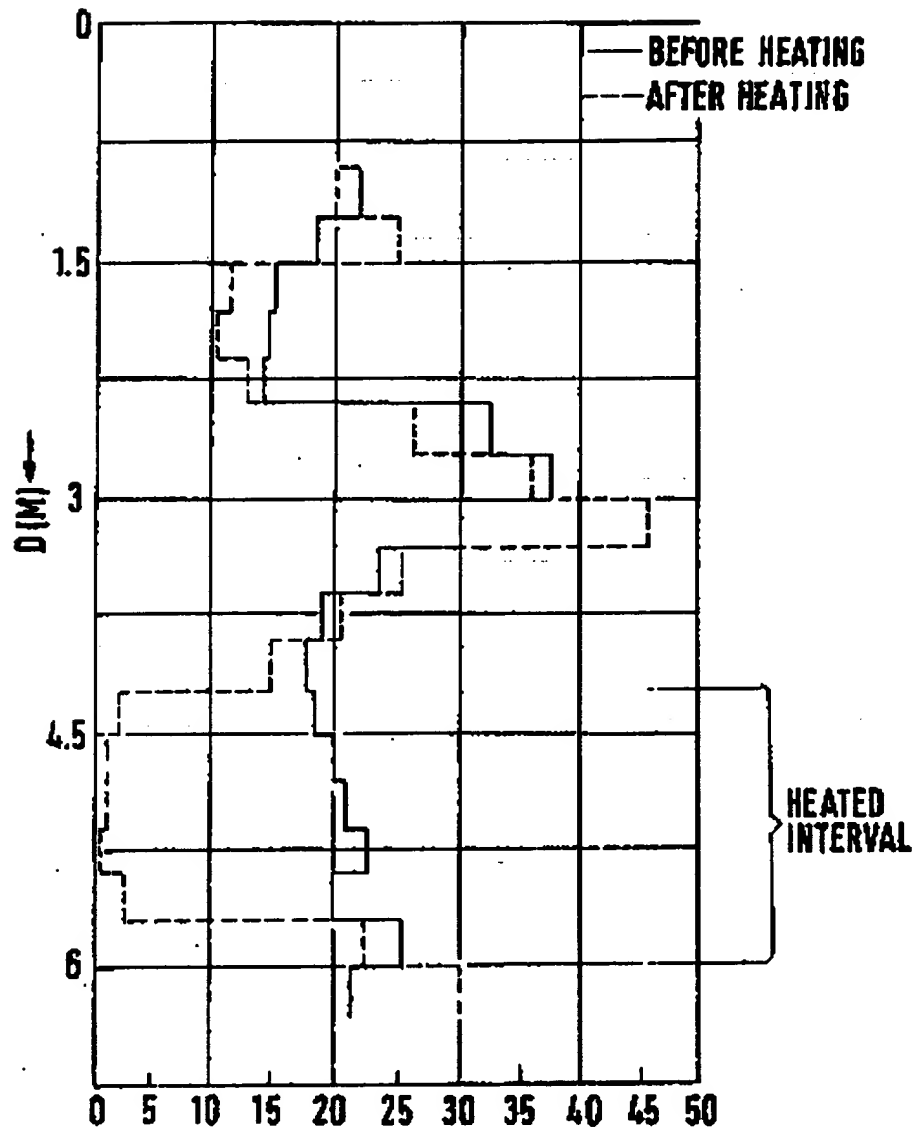 0
BEFORE HEATING
AFTER HEATING
1.5
D(M)
3
4.5
HEATED
INTERVAL
6
0 5 10 15 20 25 30 35 40 45 50